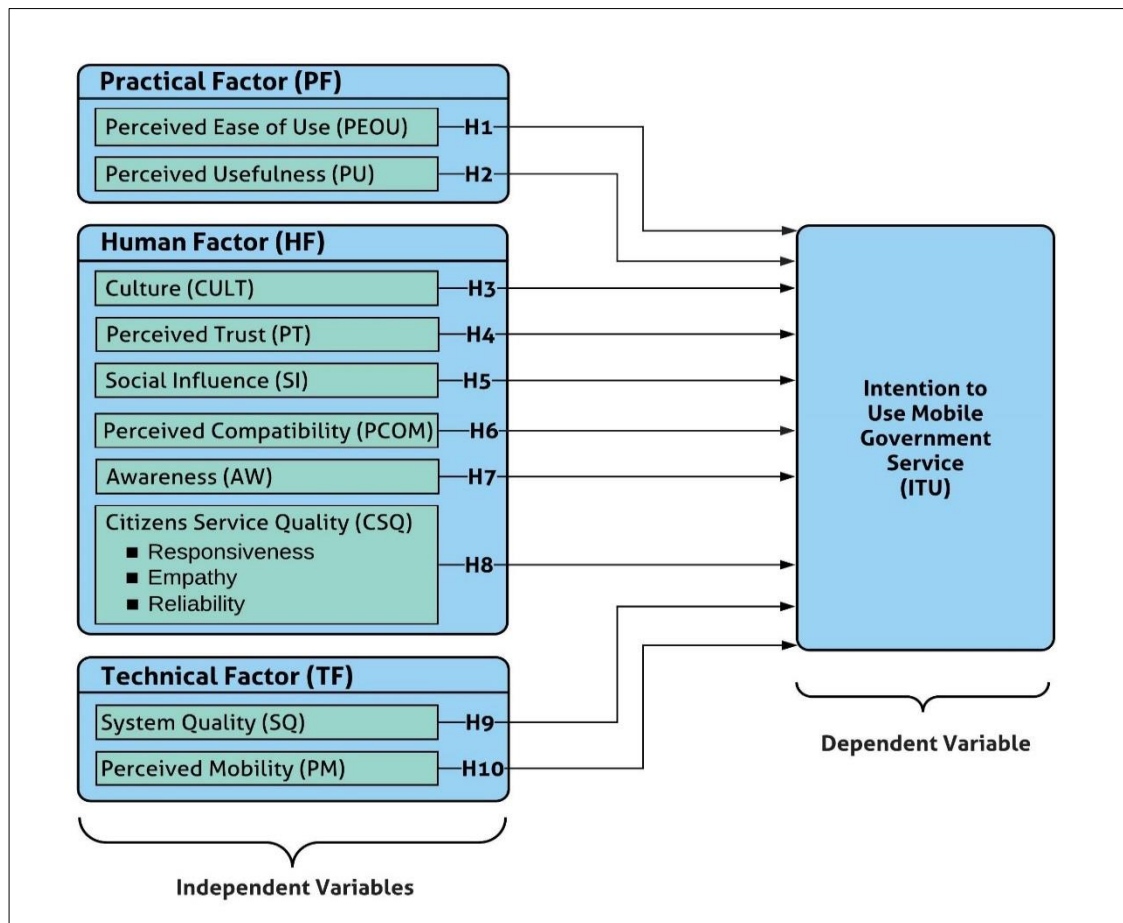 Practical Factor (PF)
Perceived Ease of Use (PEOU) H1
Perceived Usefulness (PU) H2
Human Factor (HF)
Culture (CULT) H3
Perceived Trust (PT) H4
Social Influence (SI) H5
Perceived Compatibility (PCOM) H6
Awareness (AW) H7
Citizens Service Quality (CSQ)
■ Responsiveness
■ Empathy
■ Reliability
H8
Technical Factor (TF)
System Quality (SQ) H9
Perceived Mobility (PM) H10
Independent Variables
Intention to
Use Mobile
Government
Service
(ITU)
Dependent Variable